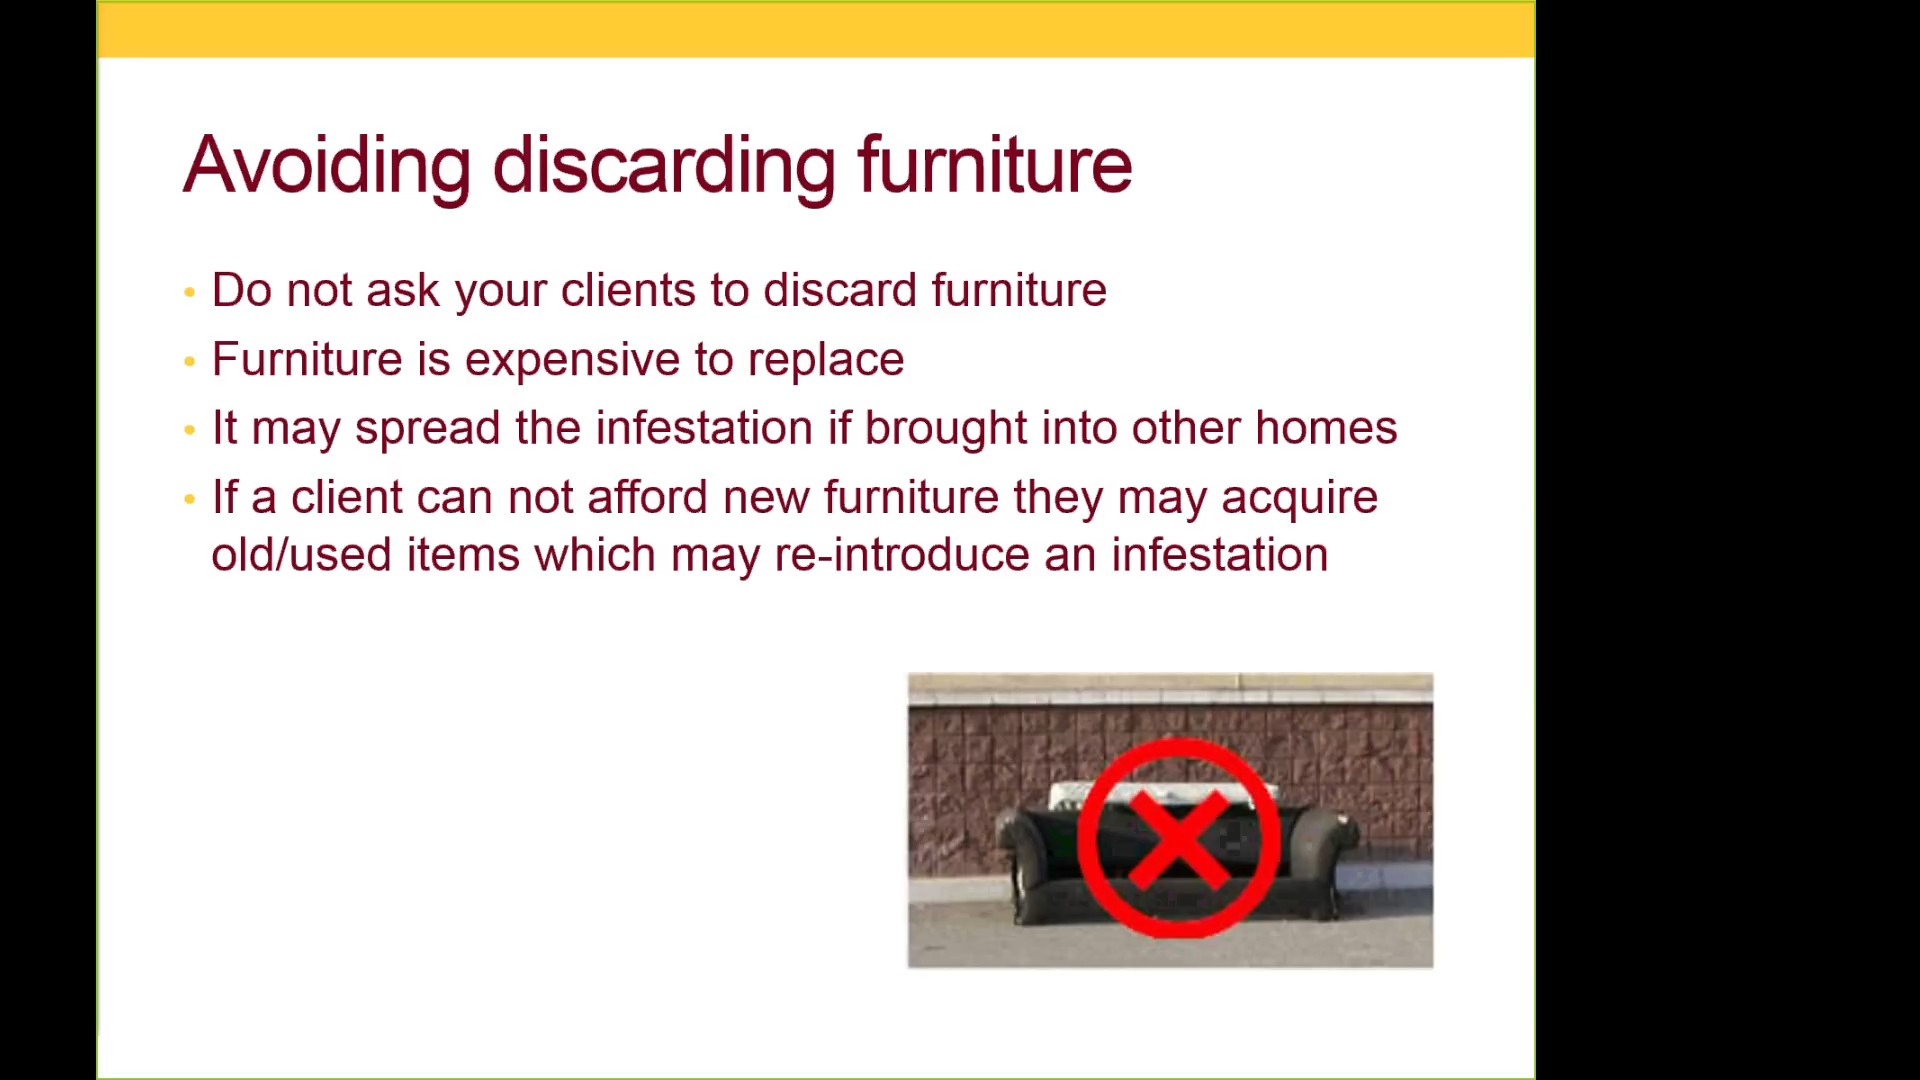 Avoiding discarding furniture
• Do not ask your clients to discard furniture
• Furniture is expensive to replace
• It may spread the infestation if brought into other homes
• If a client can not afford new furniture they may acquire
old/used items which may re-introduce an infestation